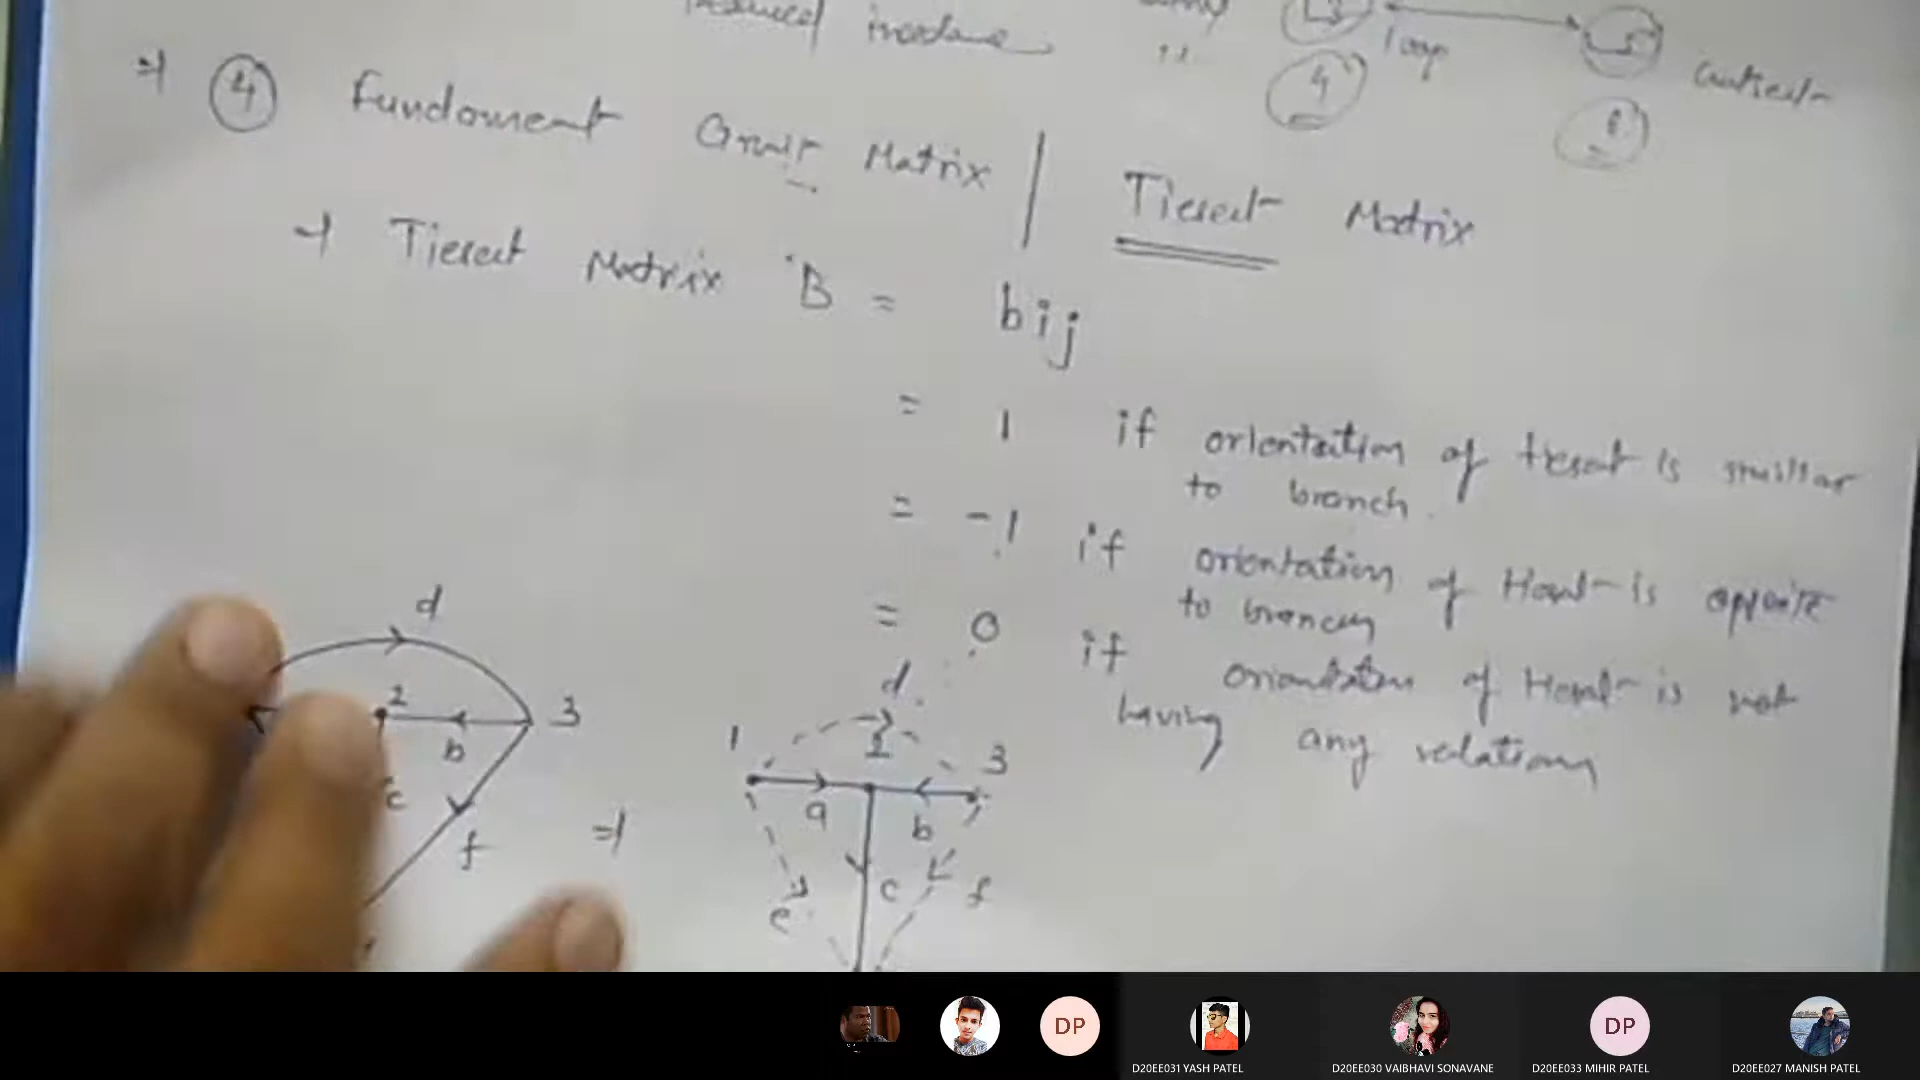 loop
⇒ ④ Fundament Matrix | Tieset Matrix
4
→ Tieset Matrix B = bij
= 1 if orientation of tieset is similar
to branch.
= -1 if orientation of tieset is opposite
to branch
= 0 if orientation of tieset is not
having any relation
d
2
3
b
c
f
⇒
d
1
3
a
b
c
e
f
DP
DP
D20EE031 YASH PATEL
D20EE030 VAIBHAVI SONAVANE
D20EE033 MIHIR PATEL
D20EE027 MANISH PATEL